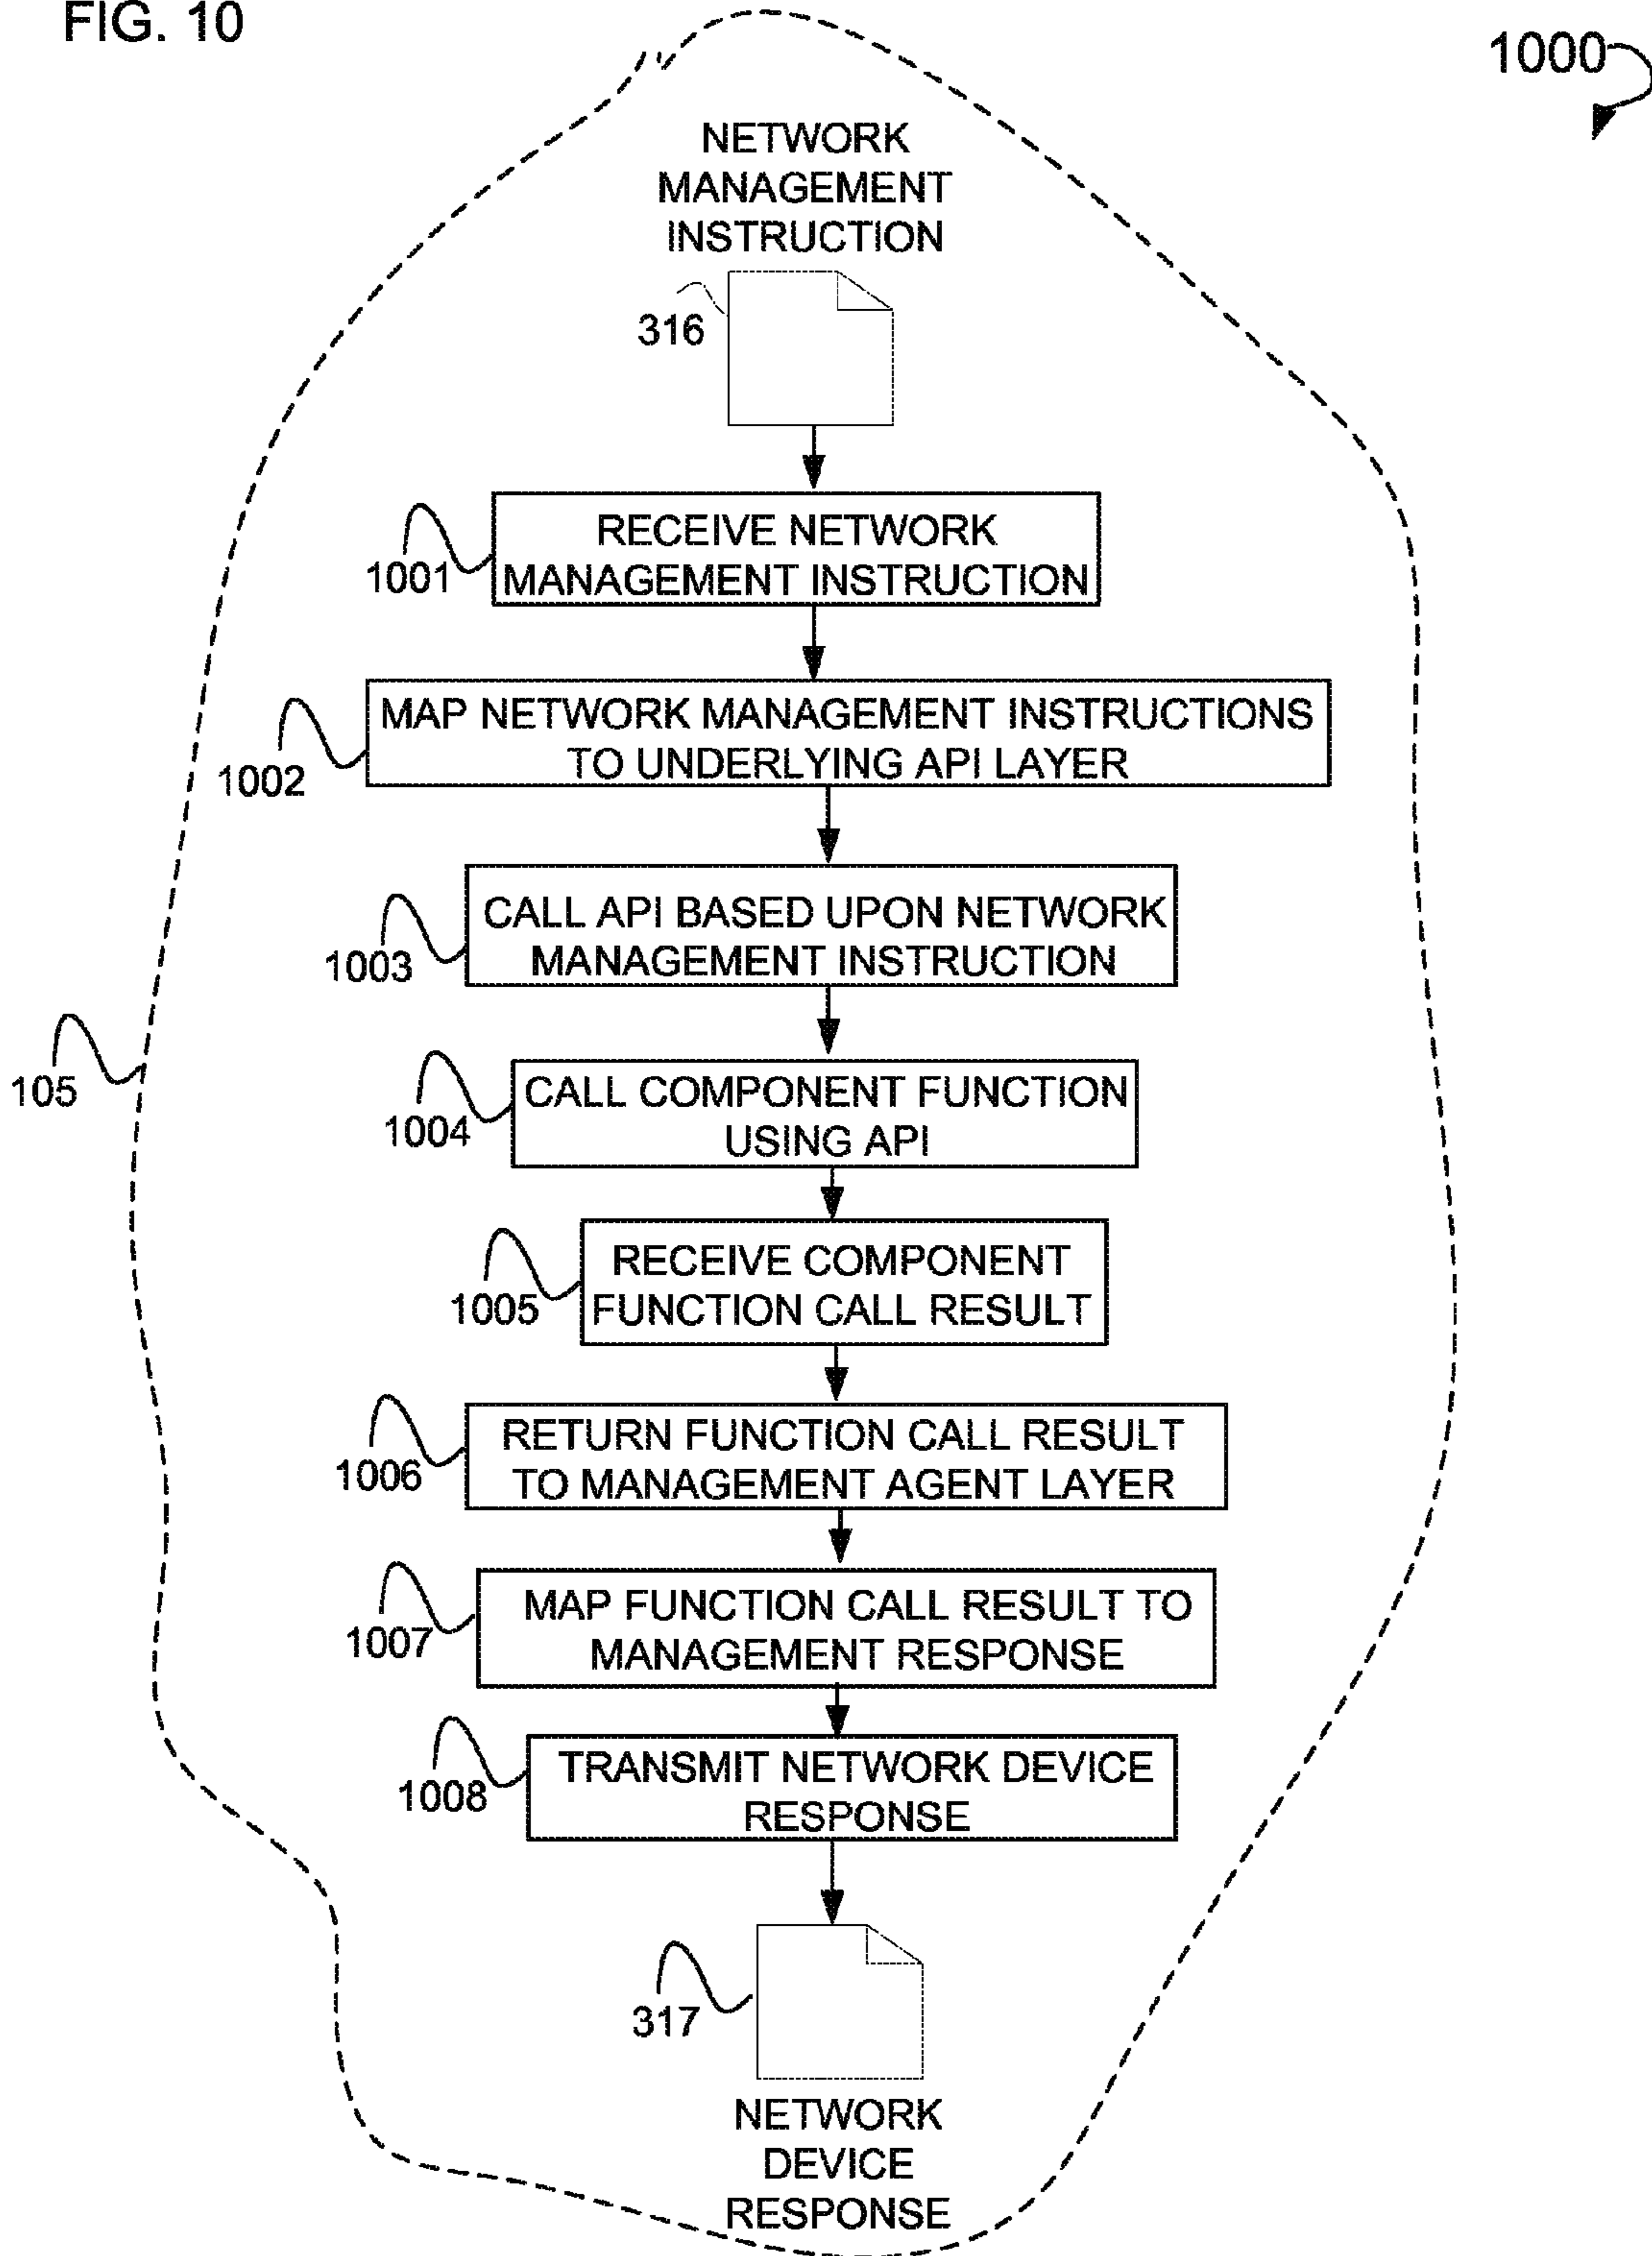 FIG. 10
1000
NETWORK
MANAGEMENT
INSTRUCTION
316
RECEIVE NETWORK
MANAGEMENT INSTRUCTION
1001
MAP NETWORK MANAGEMENT INSTRUCTIONS
TO UNDERLYING API LAYER
1002
CALL API BASED UPON NETWORK
MANAGEMENT INSTRUCTION
1003
105
CALL COMPONENT FUNCTION
USING API
1004
RECEIVE COMPONENT
FUNCTION CALL RESULT
1005
RETURN FUNCTION CALL RESULT
TO MANAGEMENT AGENT LAYER
1006
MAP FUNCTION CALL RESULT TO
MANAGEMENT RESPONSE
1007
TRANSMIT NETWORK DEVICE
RESPONSE
1008
317
NETWORK
DEVICE
RESPONSE